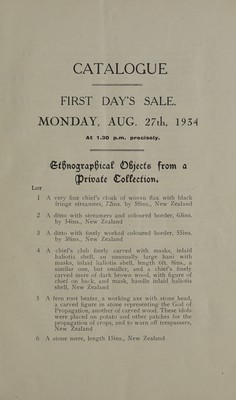 CATALOGUE
FIRST DAY'S SALE.
MONDAY, AUG. 27th, 1934
At 1.30 p.m. precisely.
Ethnographical Objects from a
Private Collection.
Lot
1 A very fine chief's cloak of woven flax with black
fringe streamers, 72ins. by 50ins., New Zealand
2 A ditto with streamers and coloured border, 63ins.
by 34ins., New Zealand
3 A ditto with finely worked coloured border, 55ins.
by 38ins., New Zealand
4 A chief's club finely carved with masks, inlaid
haliotis shell, an unusually large hani with
masks, inlaid haliotis shell, length 6ft. 8ins., a
similar one, but smaller, and a chief's finely
carved mere of dark brown wood, with figure of
chief on back, and mask, handle inlaid haliotis
shell, New Zealand
5 A fern root beater, a working axe with stone head,
a carved figure in stone representing the God of
Propagation, another of carved wood. These idols
were placed on potato and other patches for the
propagation of crops, and to warn off trespassers,
New Zealand
6 A stone mere, length 15ins., New Zealand